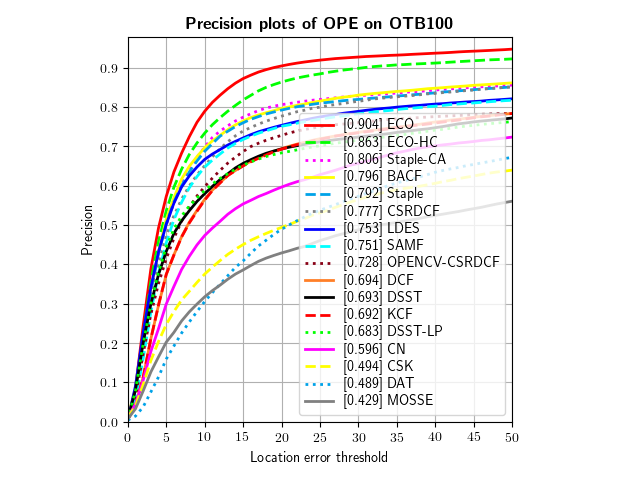 Precision plots of OPE on OTB100
Precision
0.9
0.8
0.7
0.6
0.5
0.4
0.3
0.2
0.1
0.0
[0.904] ECO
[0.863] ECO-HC
[0.806] Staple-CA
[0.796] BACF
[0.792] Staple
[0.777] CSRDCF
[0.753] LDES
[0.751] SAMF
[0.728] OPENCV-CSRDCF
[0.694] DCF
[0.693] DSST
[0.692] KCF
[0.683] DSST-LP
[0.596] CN
[0.494] CSK
[0.489] DAT
[0.429] MOSSE
0 5 10 15 20 25 30 35 40 45 50
Location error threshold